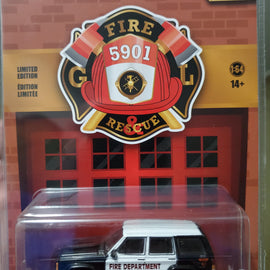 FIRE
5901
G L
& RESCUE
LIMITED
EDITION
ÉDITION
LIMITÉE
1:64
14+
FIRE DEPARTMENT